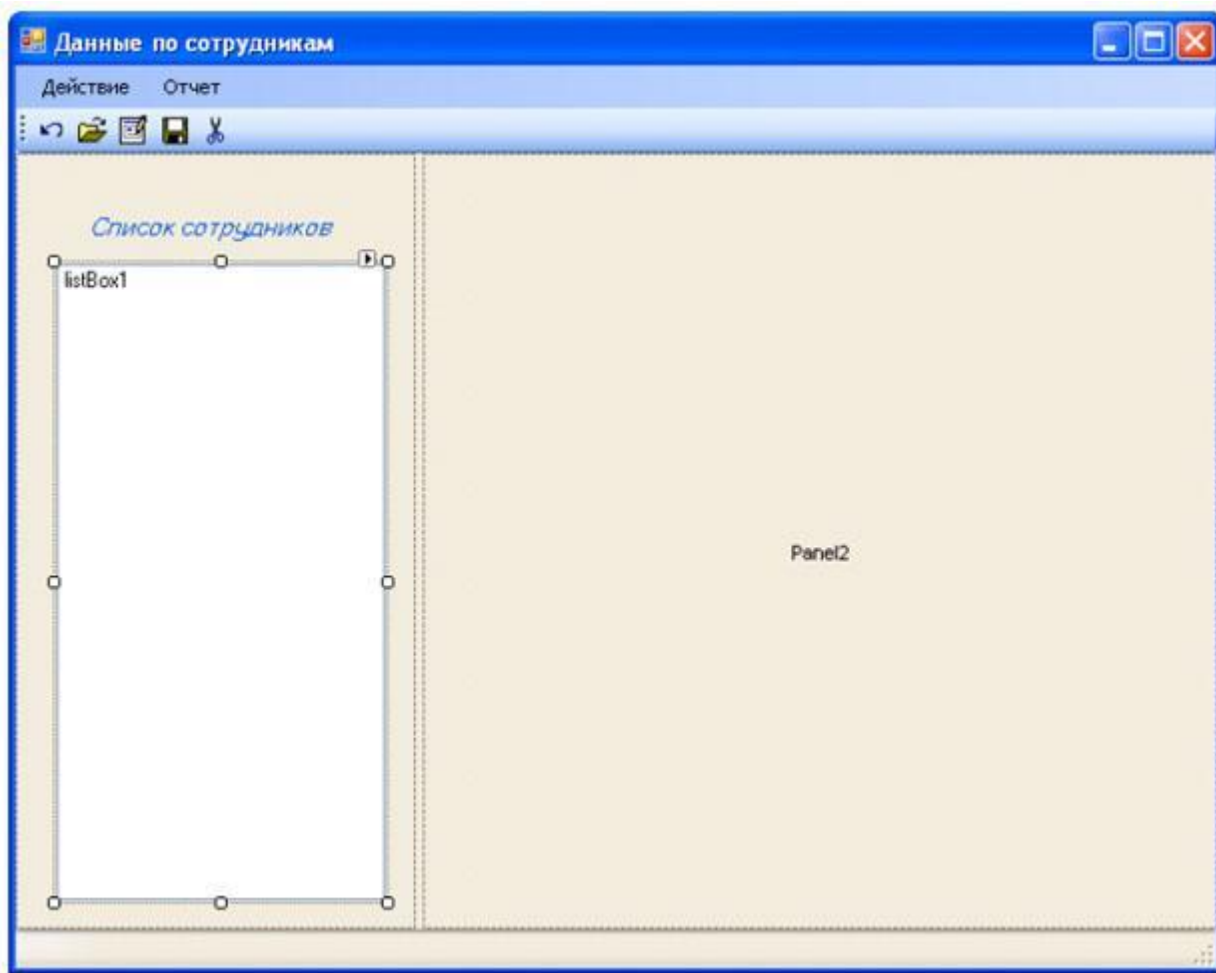 Данные по сотрудникам
Действие Отчет
Список сотрудников
listBox1
Panel2